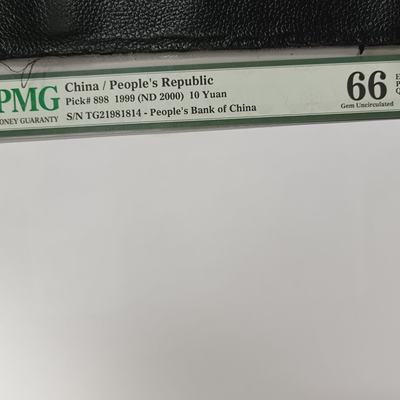 PMG
ONEY GUARANTY
China / People's Republic
Pick# 898 1999 (ND 2000) 10 Yuan
S/N TG21981814 - People's Bank of China
66
Gem Uncirculated
E
P
Q